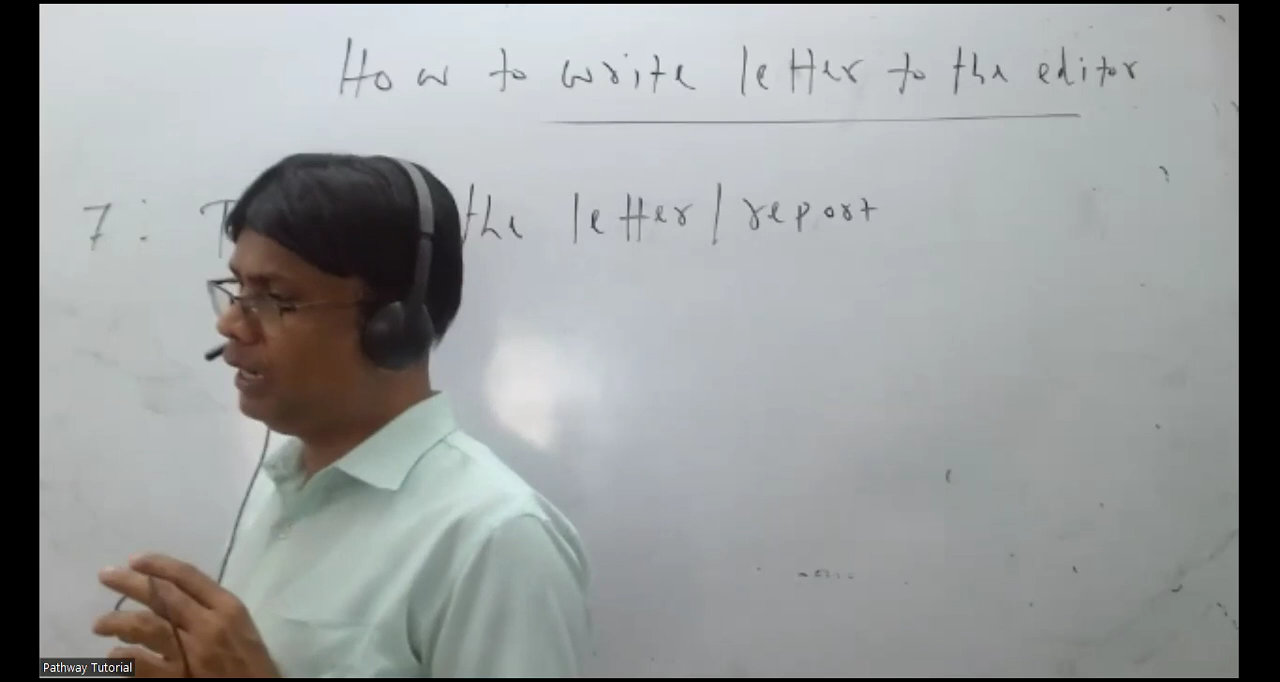 How to write letter to the editor
7: the letter/report
Pathway Tutorial